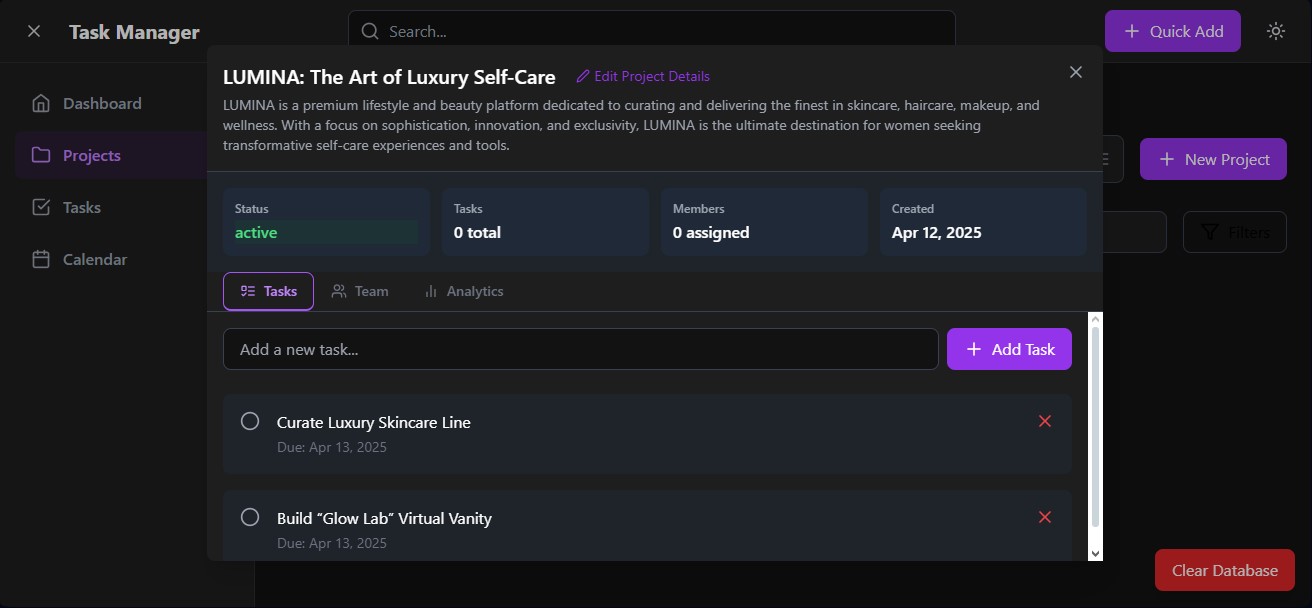 Task Manager
Search...
Quick Add
Dashboard
Projects
Tasks
Calendar
New Project
Filters
LUMINA: The Art of Luxury Self-Care
Edit Project Details
LUMINA is a premium lifestyle and beauty platform dedicated to curating and delivering the finest in skincare, haircare, makeup, and
wellness. With a focus on sophistication, innovation, and exclusivity, LUMINA is the ultimate destination for women seeking
transformative self-care experiences and tools.
Status
active
Tasks
0 total
Members
0 assigned
Created
Apr 12, 2025
Tasks
Team
Analytics
Add a new task...
Add Task
Curate Luxury Skincare Line
Due: Apr 13, 2025
Build “Glow Lab” Virtual Vanity
Due: Apr 13, 2025
Clear Database